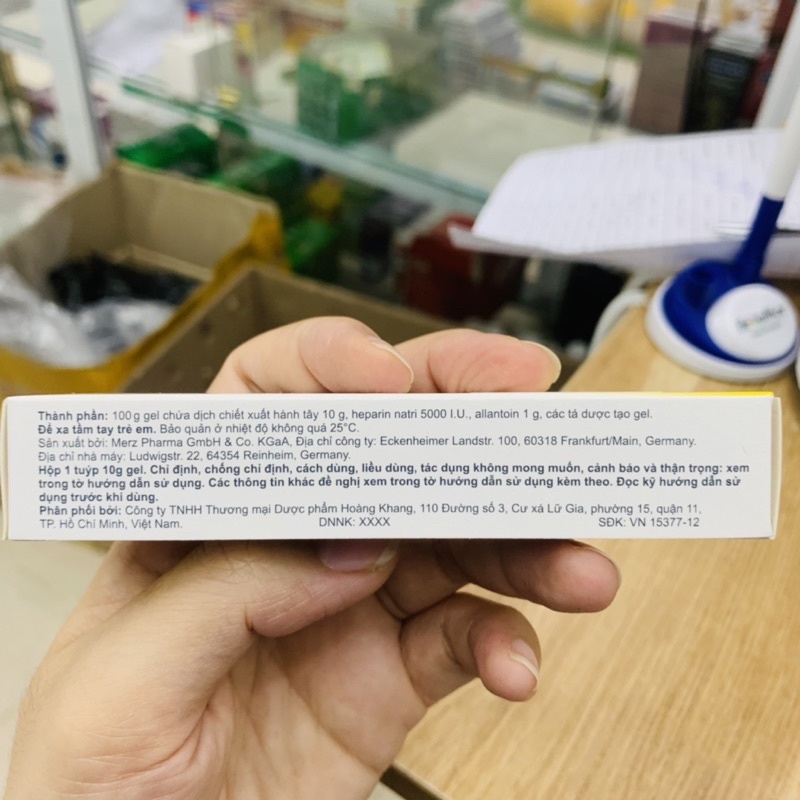 Thành phần: 100g gel chứa dịch chiết xuất hành tây 10 g, heparin natri 5000 I.U., allantoin 1 g, các tá dược tạo gel.
Để xa tầm tay trẻ em. Bảo quản ở nhiệt độ không quá 25°C.
Sản xuất bởi: Merz Pharma GmbH & Co. KGaA, Địa chỉ công ty: Eckenheimer Landstr. 100, 60318 Frankfurt/Main, Germany.
Địa chỉ nhà máy: Ludwigstr. 22, 64354 Reinheim, Germany.
Hộp 1 tuýp 10g gel. Chỉ định, chống chỉ định, cách dùng, liều dùng, tác dụng không mong muốn, cảnh báo và thận trọng: xem
trong tờ hướng dẫn sử dụng. Các thông tin khác đề nghị xem trong tờ hướng dẫn sử dụng kèm theo. Đọc kỹ hướng dẫn sử
dụng trước khi dùng.
Phân phối bởi: Công ty TNHH Thương mại Dược phẩm Hoàng Khang, 110 Đường số 3, Cư xá Lữ Gia, phường 15, quận 11,
TP. Hồ Chí Minh, Việt Nam. DNNK: XXXX SĐK: VN 15377-12